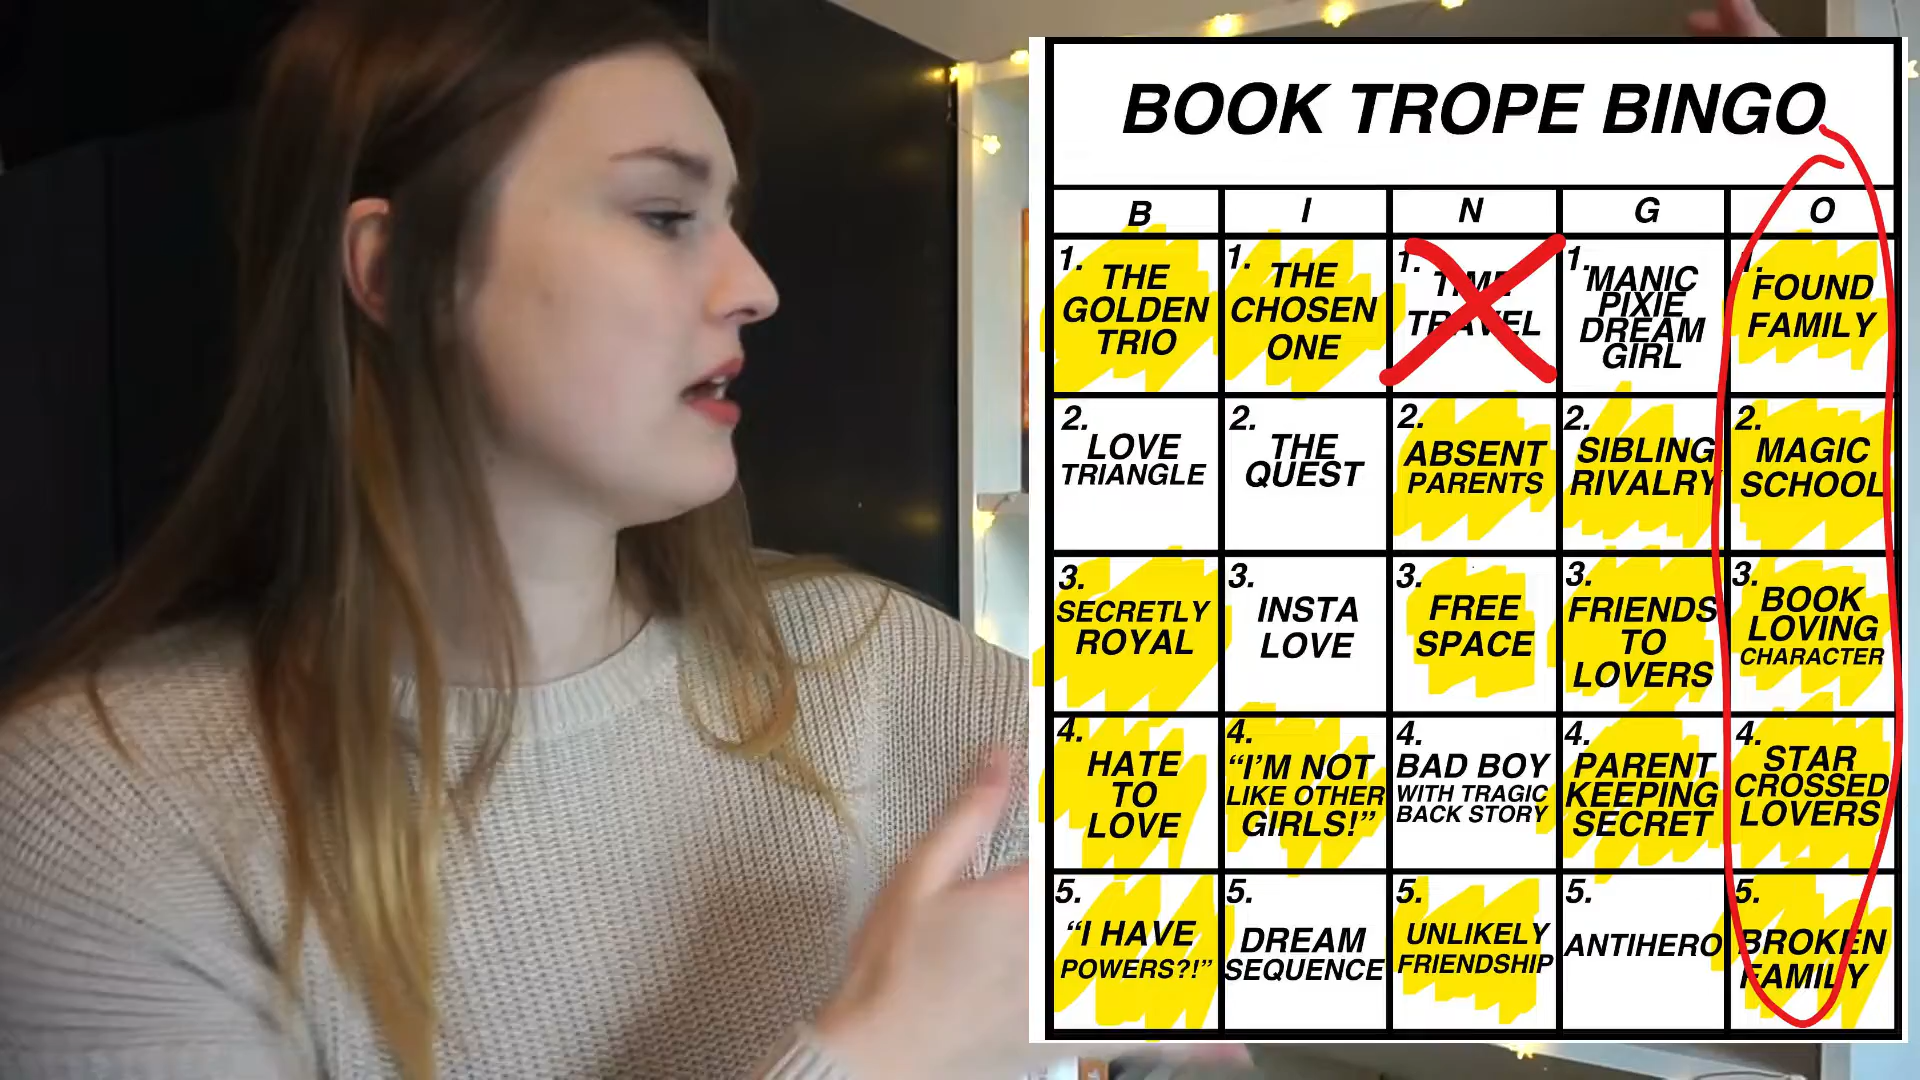 BOOK TROPE BINGO
B I N G O
1. THE
GOLDEN
TRIO
1. THE
CHOSEN
ONE
1. TIME
TRAVEL
1. MANIC
PIXIE
DREAM
GIRL
1. FOUND
FAMILY
2. LOVE
TRIANGLE
2. THE
QUEST
2. ABSENT
PARENTS
2. SIBLING
RIVALRY
2. MAGIC
SCHOOL
3. SECRETLY
ROYAL
3. INSTA
LOVE
3. FREE
SPACE
3. FRIENDS
TO
LOVERS
3. BOOK
LOVING
CHARACTER
4. HATE
TO
LOVE
4. “I’M NOT
LIKE OTHER
GIRLS!”
4. BAD BOY
WITH TRAGIC
BACK STORY
4. PARENT
KEEPING
SECRET
4. STAR
CROSSED
LOVERS
5. “I HAVE
POWERS?!”
5. DREAM
SEQUENCE
5. UNLIKELY
FRIENDSHIP
5. ANTIHERO
5. BROKEN
FAMILY